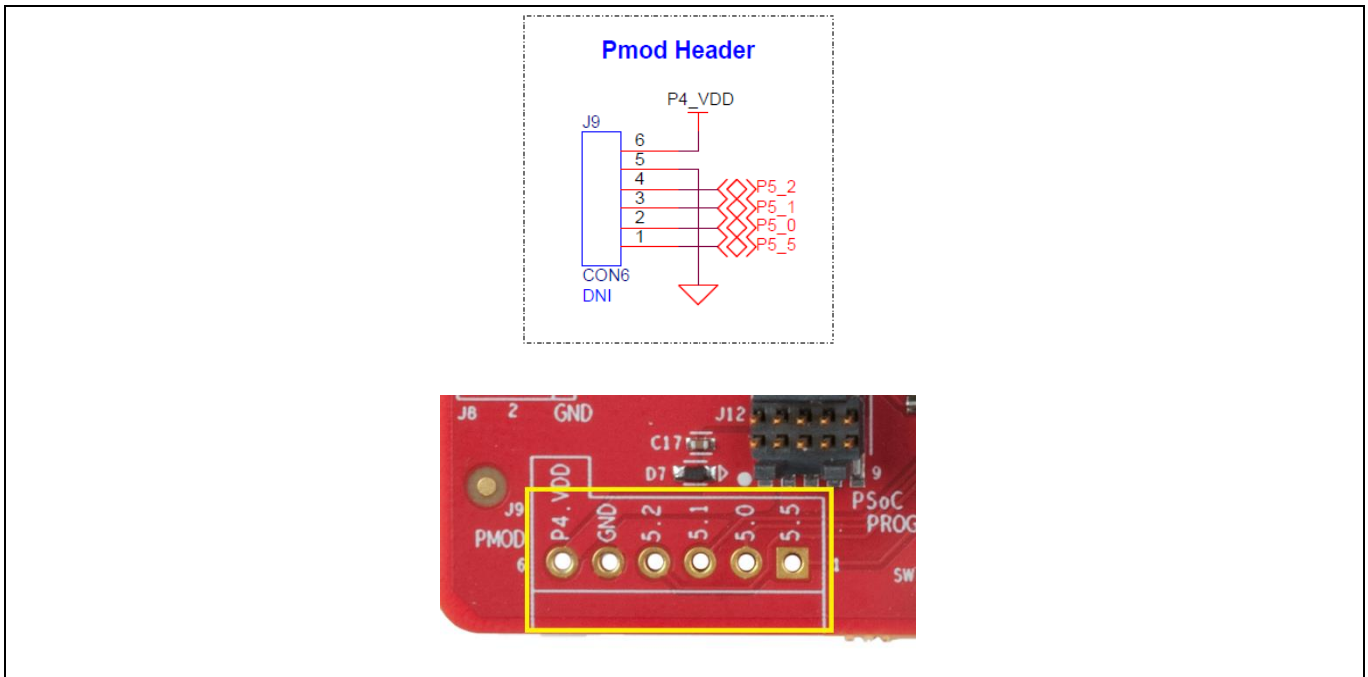 Pmod Header
P4_VDD
J9
6
5
4
3
2
1
P5_2
P5_1
P5_0
P5_5
CON6
DNI
J8 2 GND
J12
C17
D7
9
PSoC
PROG
J9
PMOD
6
P4.VDD
GND
5.2
5.1
5.0
5.5
1
SW